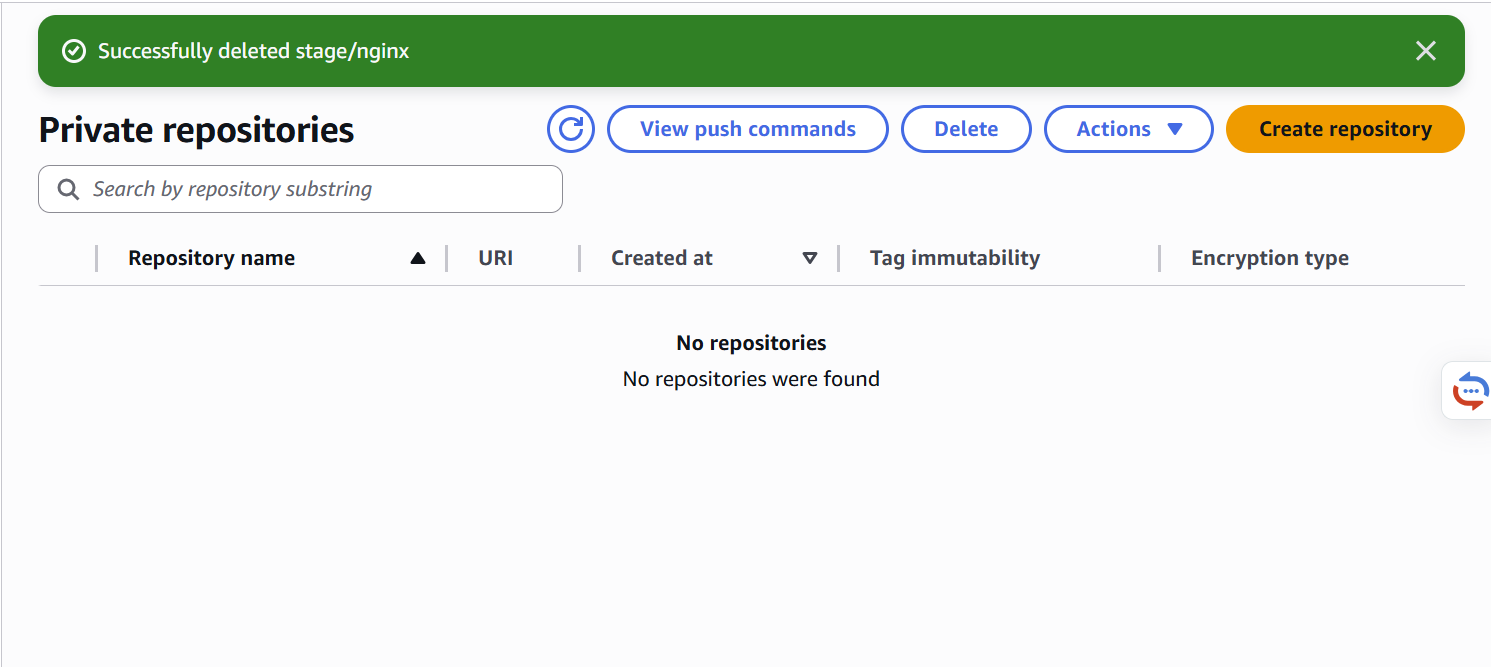 Successfully deleted stage/nginx
Private repositories
View push commands
Delete
Actions
Create repository
Search by repository substring
Repository name
URI
Created at
Tag immutability
Encryption type
No repositories
No repositories were found